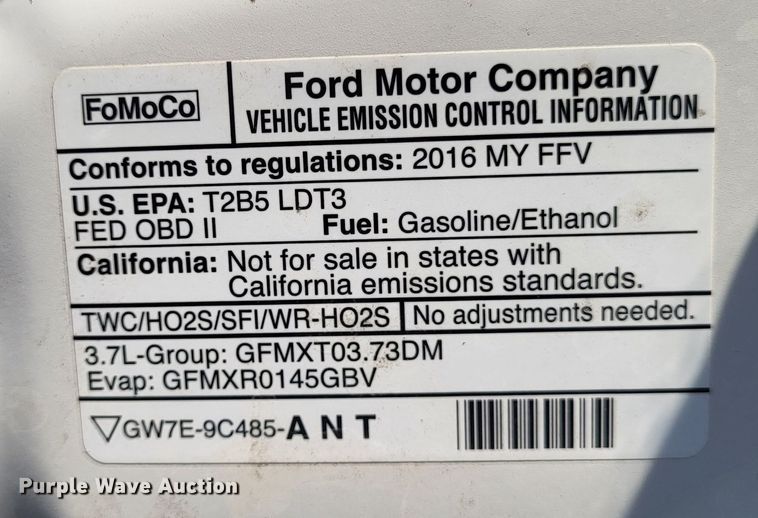 FoMoCo
Ford Motor Company
VEHICLE EMISSION CONTROL INFORMATION
Conforms to regulations: 2016 MY FFV
U.S. EPA: T2B5 LDT3
FED OBD II Fuel: Gasoline/Ethanol
California: Not for sale in states with
California emissions standards.
TWC/HO2S/SFI/WR-HO2S No adjustments needed.
3.7L-Group: GFMXT03.73DM
Evap: GFMXR0145GBV
▽GW7E-9C485-A N T
Purple Wave Auction